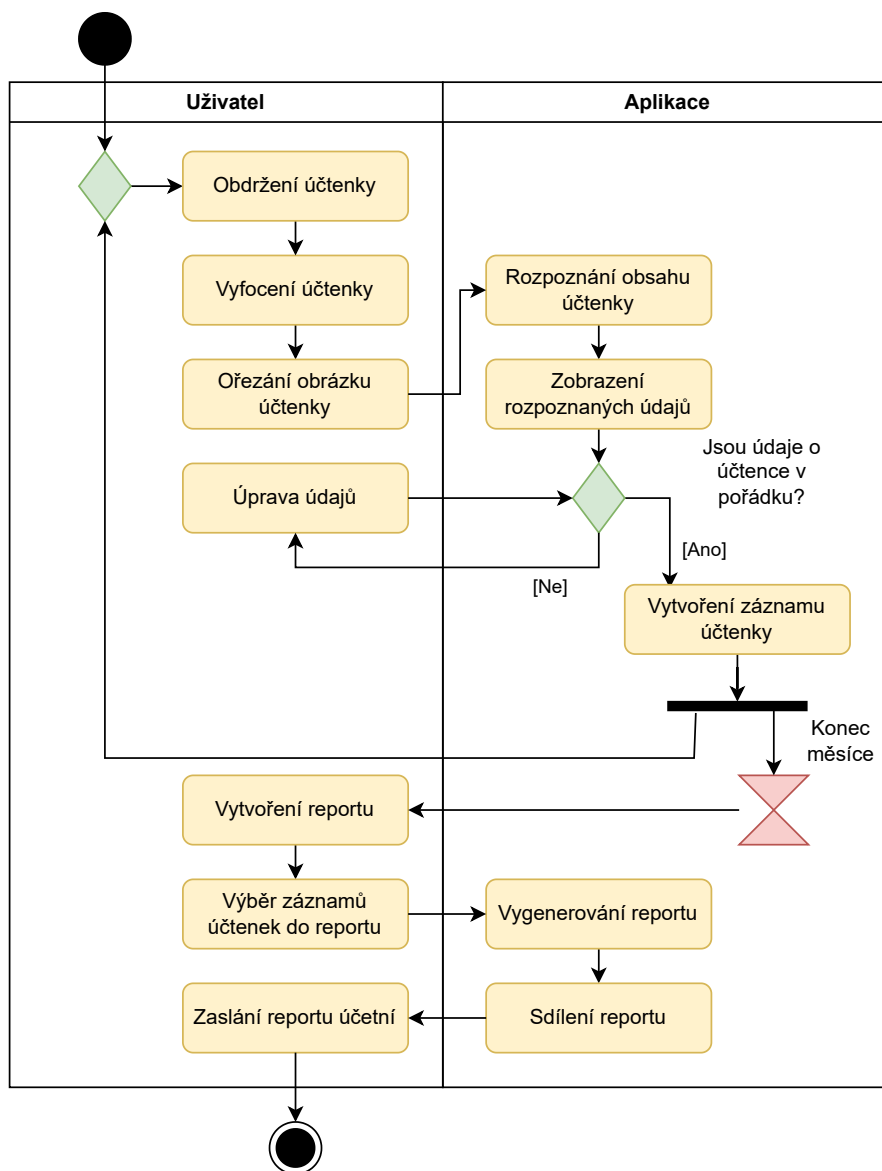 Uživatel
Aplikace
Obdržení účtenky
Vyfocení účtenky
Rozpoznání obsahu
účtenky
Ořezání obrázku
účtenky
Zobrazení
rozpoznaných údajů
Jsou údaje o
účtence v
pořádku?
Úprava údajů
[Ano]
[Ne]
Vytvoření záznamu
účtenky
Konec
měsíce
Vytvoření reportu
Výběr záznamů
účtenek do reportu
Vygenerování reportu
Zaslání reportu účetní
Sdílení reportu